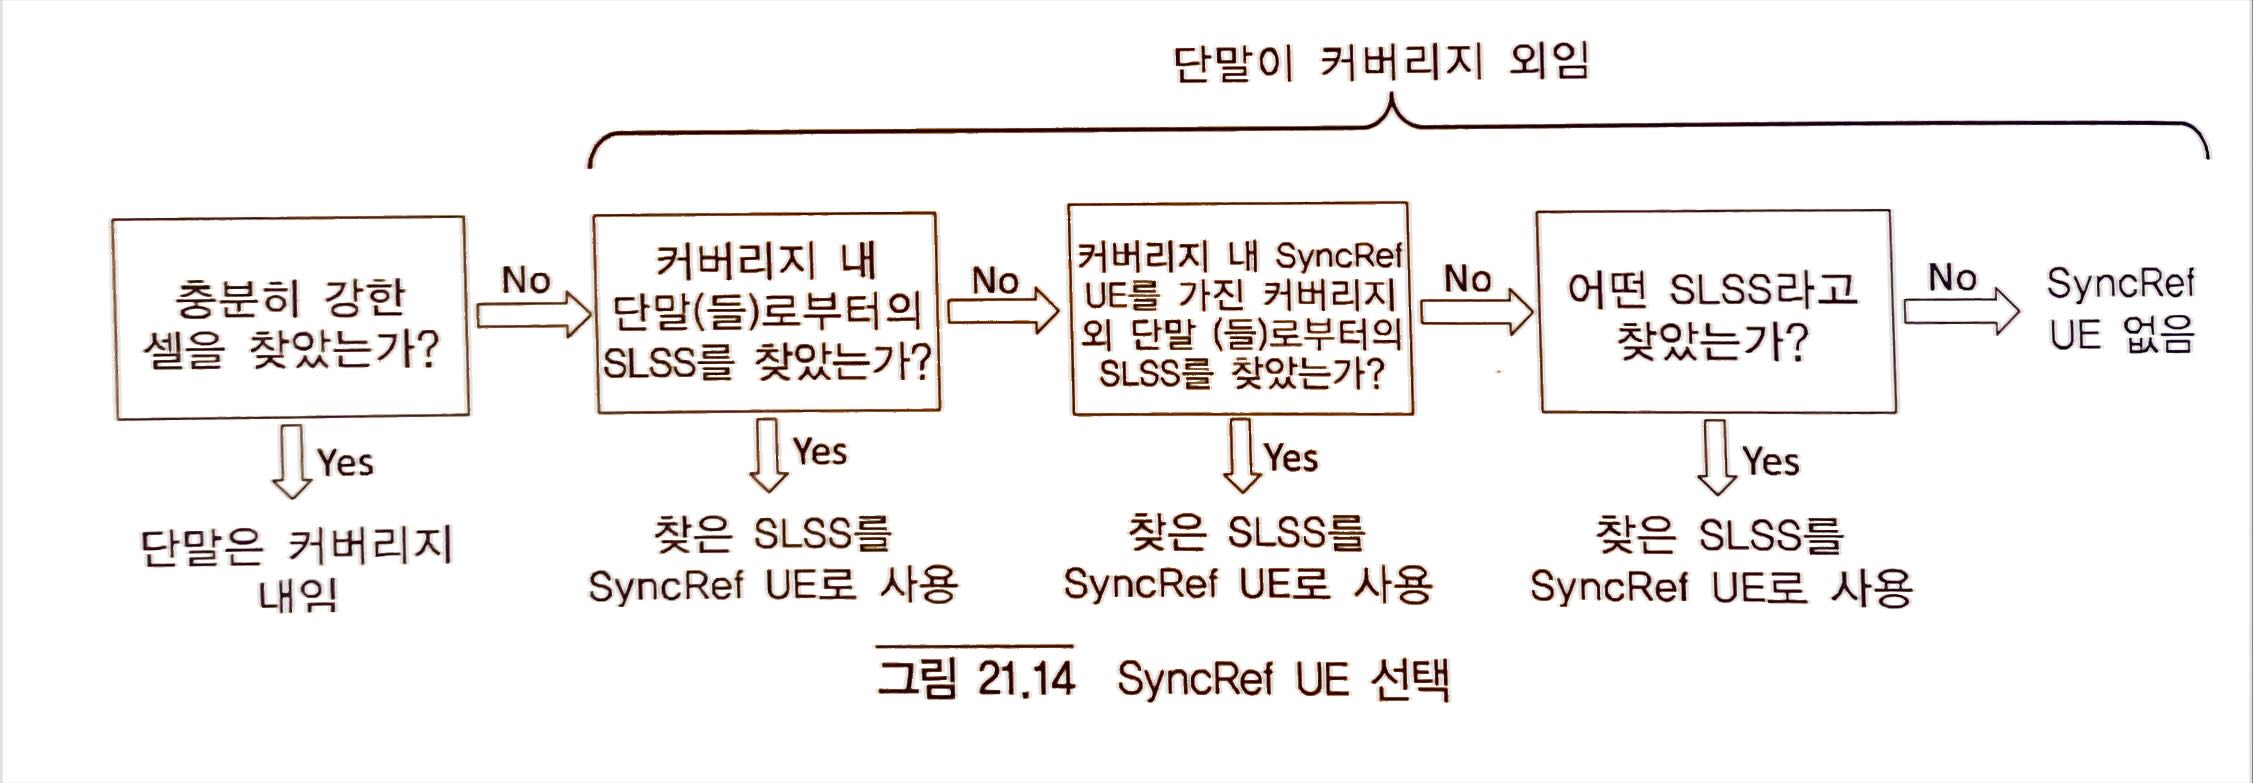 단말이 커버리지 외임
충분히 강한
셀을 찾았는가?
No
커버리지 내
단말(들)로부터의
SLSS를 찾았는가?
No
커버리지 내 SyncRef
UE를 가진 커버리지
외 단말 (들)로부터의
SLSS를 찾았는가?
No
어떤 SLSS라고
찾았는가?
No
SyncRef
UE 없음
Yes
단말은 커버리지
내임
Yes
찾은 SLSS를
SyncRef UE로 사용
Yes
찾은 SLSS를
SyncRef UE로 사용
Yes
찾은 SLSS를
SyncRef UE로 사용
그림 21.14 SyncRef UE 선택